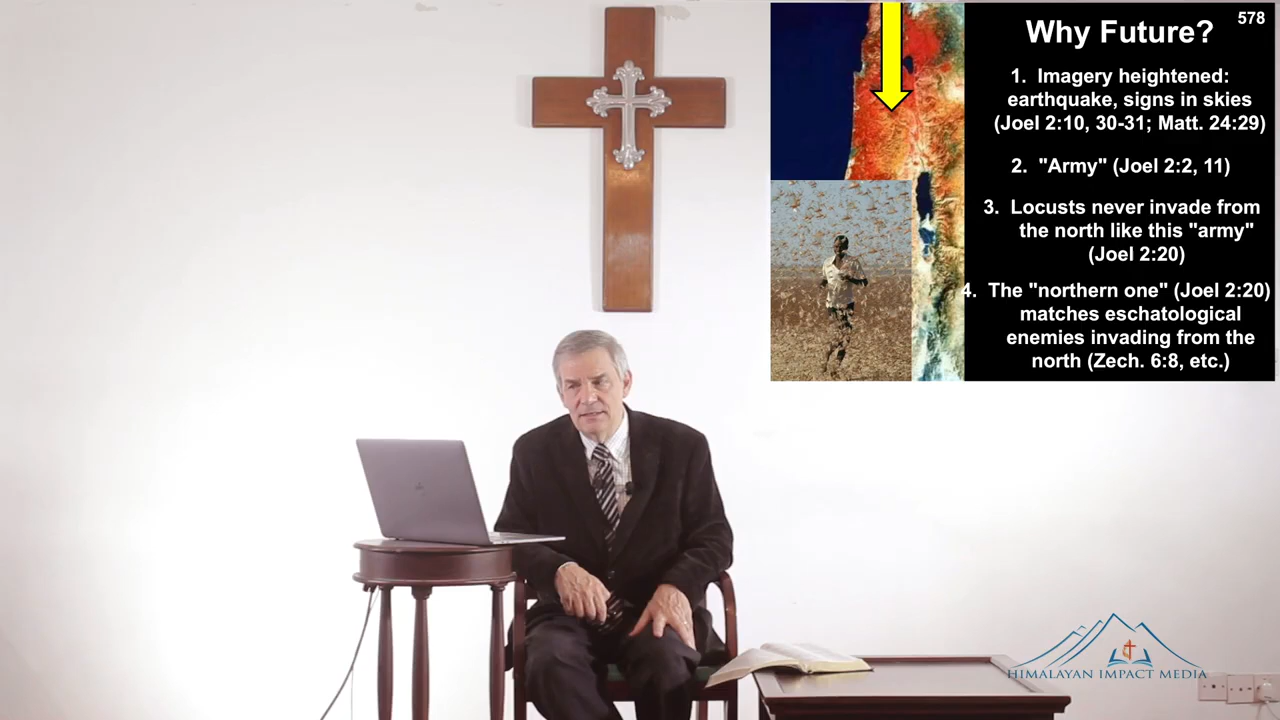 578
Why Future?
1. Imagery heightened:
earthquake, signs in skies
(Joel 2:10, 30-31; Matt. 24:29)
2. "Army" (Joel 2:2, 11)
3. Locusts never invade from
the north like this "army"
(Joel 2:20)
4. The "northern one" (Joel 2:20)
matches eschatological
enemies invading from the
north (Zech. 6:8, etc.)
HIMALAYAN IMPACT MEDIA